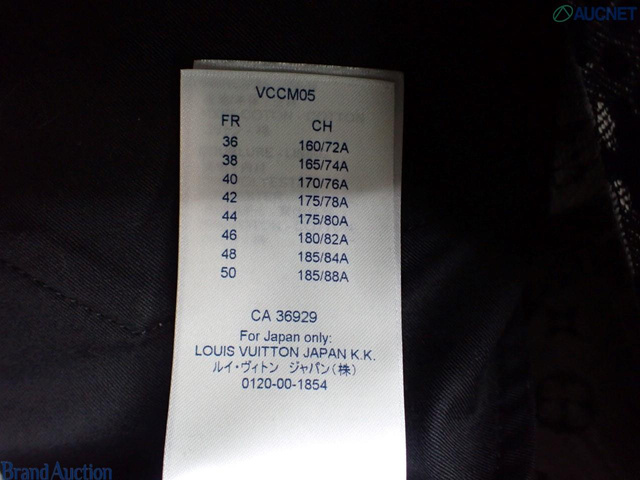 AUCNET
VCCM05
FR CH
36 160/72A
38 165/74A
40 170/76A
42 175/78A
44 175/80A
46 180/82A
48 185/84A
50 185/88A
CA 36929
For Japan only:
LOUIS VUITTON JAPAN K.K.
ルイ・ヴィトン ジャパン(株)
0120-00-1854
Brand Auction